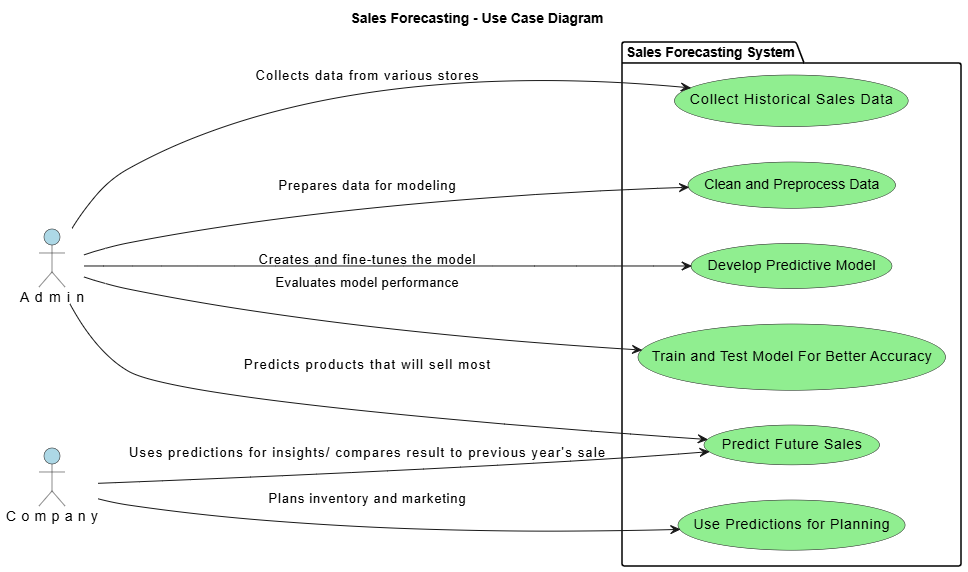 Sales Forecasting - Use Case Diagram
Sales Forecasting System
Collects data from various stores
Collect Historical Sales Data
Prepares data for modeling
Clean and Preprocess Data
Creates and fine-tunes the model
Develop Predictive Model
Evaluates model performance
Admin
Train and Test Model For Better Accuracy
Predicts products that will sell most
Predict Future Sales
Uses predictions for insights/ compares result to previous year's sale
Plans inventory and marketing
Company
Use Predictions for Planning